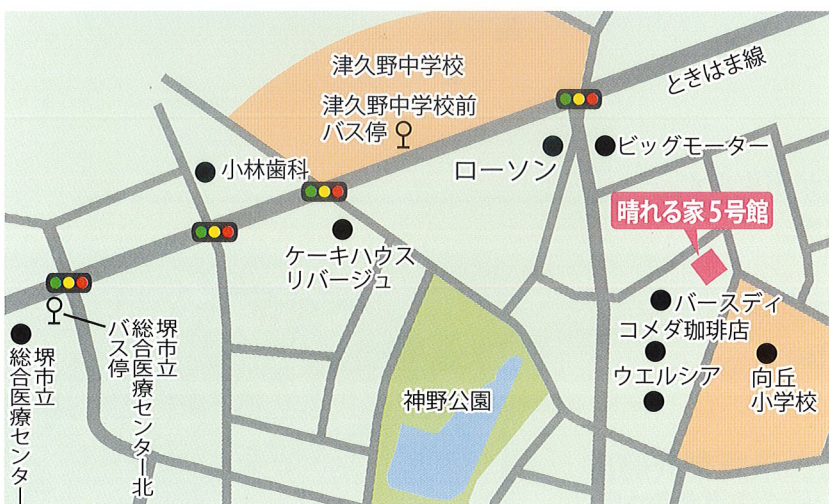 津久野中学校
津久野中学校前
バス停
ときはま線
小林歯科
ローソン
ビッグモーター
晴れる家5号館
ケーキハウス
リバージュ
バースディ
コメダ珈琲店
ウエルシア
向丘
小学校
神野公園
堺市立
総合医療センター北
バス停
堺市立
総合医療センター